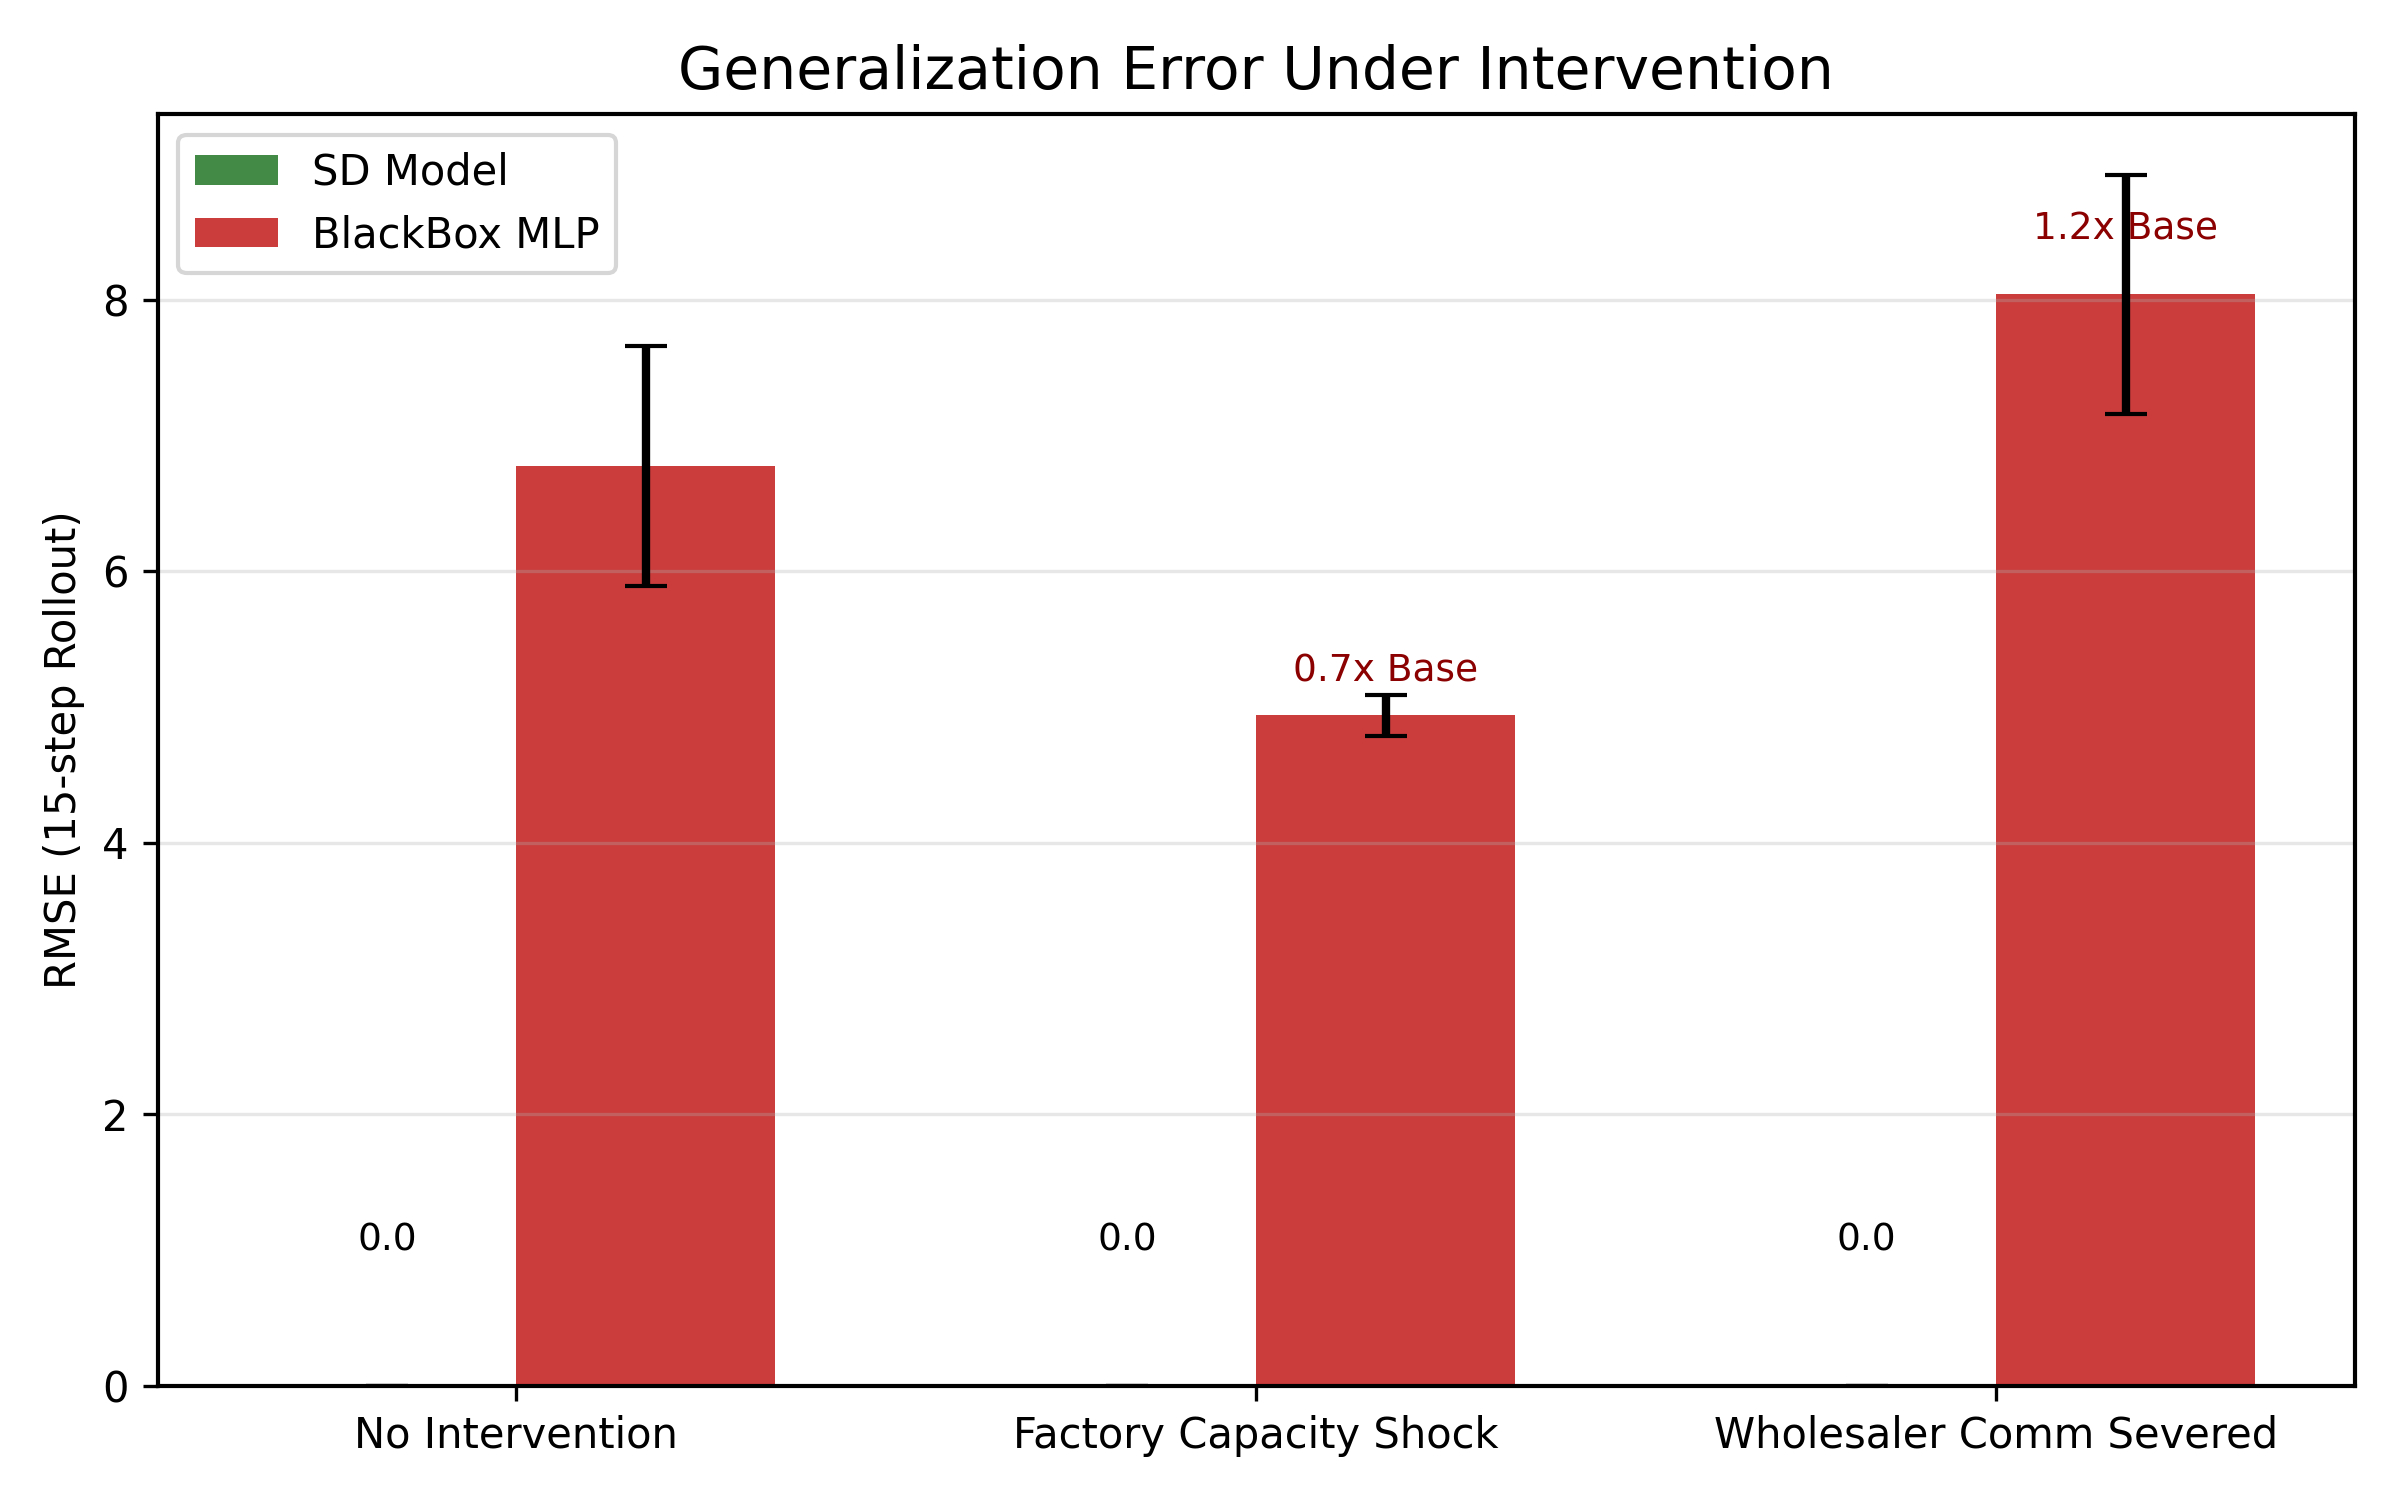 Generalization Error Under Intervention
SD Model
BlackBox MLP
RMSE (15-step Rollout)
8
6
4
2
0
1.2x Base
0.7x Base
0.0
0.0
0.0
No Intervention
Factory Capacity Shock
Wholesaler Comm Severed